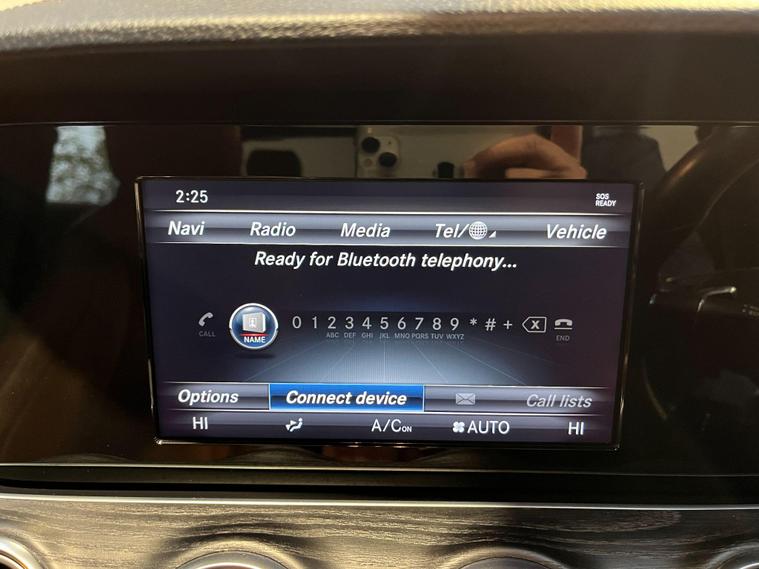 2:25
SOS
READY
Navi Radio Media Tel/ Vehicle
Ready for Bluetooth telephony...
CALL NAME 0 1 2 3 4 5 6 7 8 9 * # + X END
ABC DEF GHI JKL MNO PQRS TUV WXYZ
Options Connect device Call lists
HI A/C ON AUTO HI